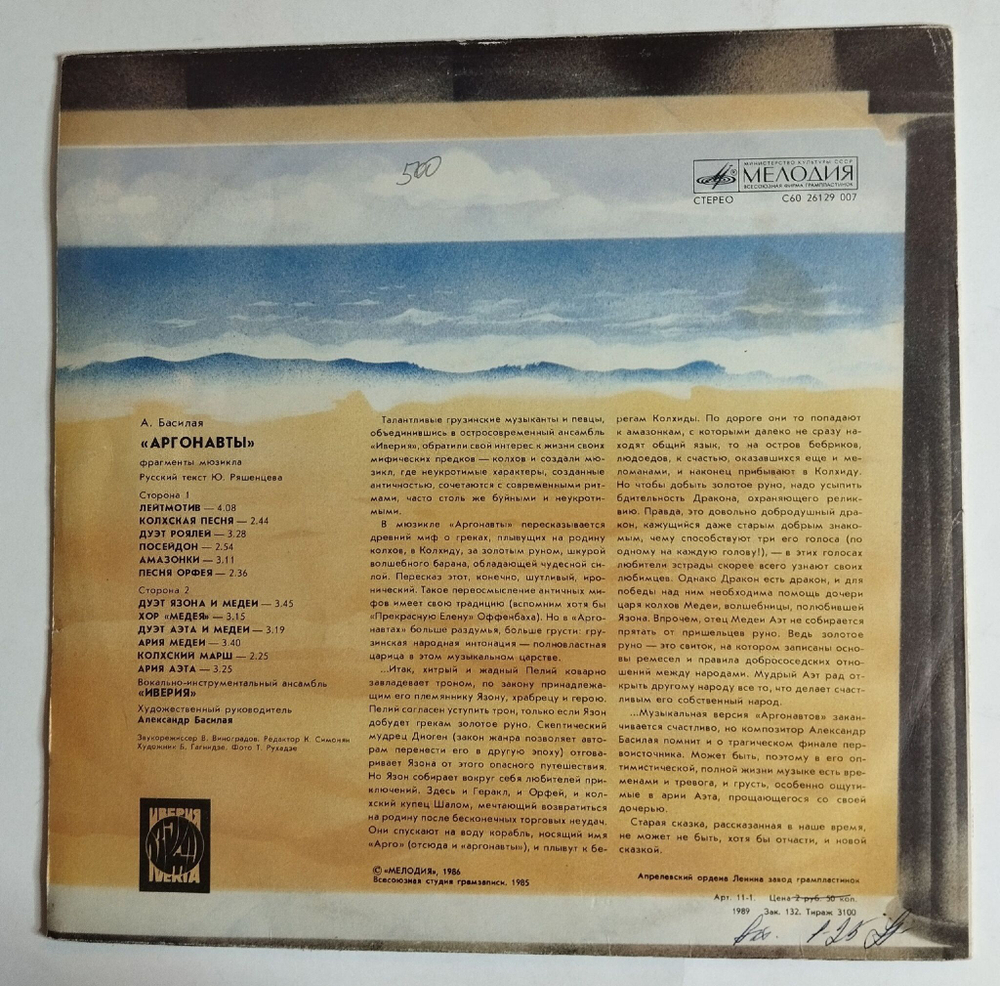 500
МИНИСТЕРСТВО КУЛЬТУРЫ СССР
МЕЛОДИЯ
ВСЕСОЮЗНАЯ ФИРМА ГРАМПЛАСТИНОК
СТЕРЕО С60 26129 007
А. Басилая
«АРГОНАВТЫ»
фрагменты мюзикла
Русский текст Ю. Ряшенцева
Сторона 1
ЛЕЙТМОТИВ — 4.08
КОЛХСКАЯ ПЕСНЯ — 2.44
ДУЭТ РОЯЛЕЙ — 3.28
ПОСЕЙДОН — 2.54
АМАЗОНКИ — 3.11
ПЕСНЯ ОРФЕЯ — 2.36
Сторона 2
ДУЭТ ЯЗОНА И МЕДЕИ — 3.45
ХОР «МЕДЕЯ» — 3.15
ДУЭТ АЭТА И МЕДЕИ — 3.19
АРИЯ МЕДЕИ — 3.40
КОЛХСКИЙ МАРШ — 2.25
АРИЯ АЭТА — 3.25
Вокально-инструментальный ансамбль
«ИВЕРИЯ»
Художественный руководитель
Александр Басилая
Звукорежиссер В. Виноградов. Редактор К. Симонян
Художник Б. Гагнидзе. Фото Т. Рухадзе
ИВЕРИЯ
IVERIA
Талантливые грузинские музыканты и певцы,
объединившись в остросовременный ансамбль
«Иверия», обратили свой интерес к жизни своих
мифических предков — колхов и создали мю-
зикл, где неукротимые характеры, созданные
античностью, сочетаются с современными рит-
мами, часто столь же буйными и неукроти-
мыми.
В мюзикле «Аргонавты» пересказывается
древний миф о греках, плывущих на родину
колхов, в Колхиду, за золотым руном, шкурой
волшебного барана, обладающей чудесной си-
лой. Пересказ этот, конечно, шутливый, иро-
нический. Такое переосмысление античных ми-
фов имеет свою традицию (вспомним хотя бы
«Прекрасную Елену» Оффенбаха). Но в «Арго-
навтах» больше раздумья, больше грусти: гру-
зинская народная интонация — полновластная
царица в этом музыкальном царстве.
...Итак, хитрый и жадный Пелий коварно
завладевает троном, по закону принадлежа-
щим его племяннику Язону, храбрецу и герою.
Пелий согласен уступить трон, только если Язон
добудет грекам золотое руно. Скептический
мудрец Диоген (закон жанра позволяет авто-
рам перенести его в другую эпоху) отгова-
ривает Язона от этого опасного путешествия.
Но Язон собирает вокруг себя любителей при-
ключений. Здесь и Геракл, и Орфей, и кол-
хский купец Шалом, мечтающий возвратиться
на родину после бесконечных торговых неудач.
Они спускают на воду корабль, носящий имя
«Арго» (отсюда и «аргонавты»), и плывут к бе-
регам Колхиды. По дороге они то попадают
к амазонкам, с которыми далеко не сразу на-
ходят общий язык, то на остров бебриков,
людоедов, к счастью, оказавшихся еще и ме-
ломанами, и наконец прибывают в Колхиду.
Но чтобы добыть золотое руно, надо усыпить
бдительность Дракона, охраняющего релик-
вию. Правда, это довольно добродушный дра-
кон, кажущийся даже старым добрым знако-
мым, чему способствуют три его голоса (по
одному на каждую голову!), — в этих голосах
любители эстрады скорее всего узнают своих
любимцев. Однако Дракон есть дракон, и для
победы над ним необходима помощь дочери
царя колхов Медеи, волшебницы, полюбившей
Язона. Впрочем, отец Медеи Аэт не собирается
прятать от пришельцев руно. Ведь золотое
руно — это свиток, на котором записаны осно-
вы ремесел и правила добрососедских отно-
шений между народами. Мудрый Аэт рад от-
крыть другому народу все то, что делает счаст-
ливым его собственный народ.
...Музыкальная версия «Аргонавтов» закан-
чивается счастливо, но композитор Александр
Басилая помнит и о трагическом финале пер-
воисточника. Может быть, поэтому в его оп-
тимистической, полной жизни музыке есть вре-
менами и тревога, и грусть, особенно ощути-
мые в арии Аэта, прощающегося со своей
дочерью.
Старая сказка, рассказанная в наше время,
не может не быть, хотя бы отчасти, и новой
сказкой.
© «МЕЛОДИЯ», 1986
Всесоюзная студия грамзаписи, 1985
Апрелевский ордена Ленина завод грампластинок
Арт. 11-1. Цена 2 руб. 50 коп.
1989 Зак. 132. Тираж 3100
1-25